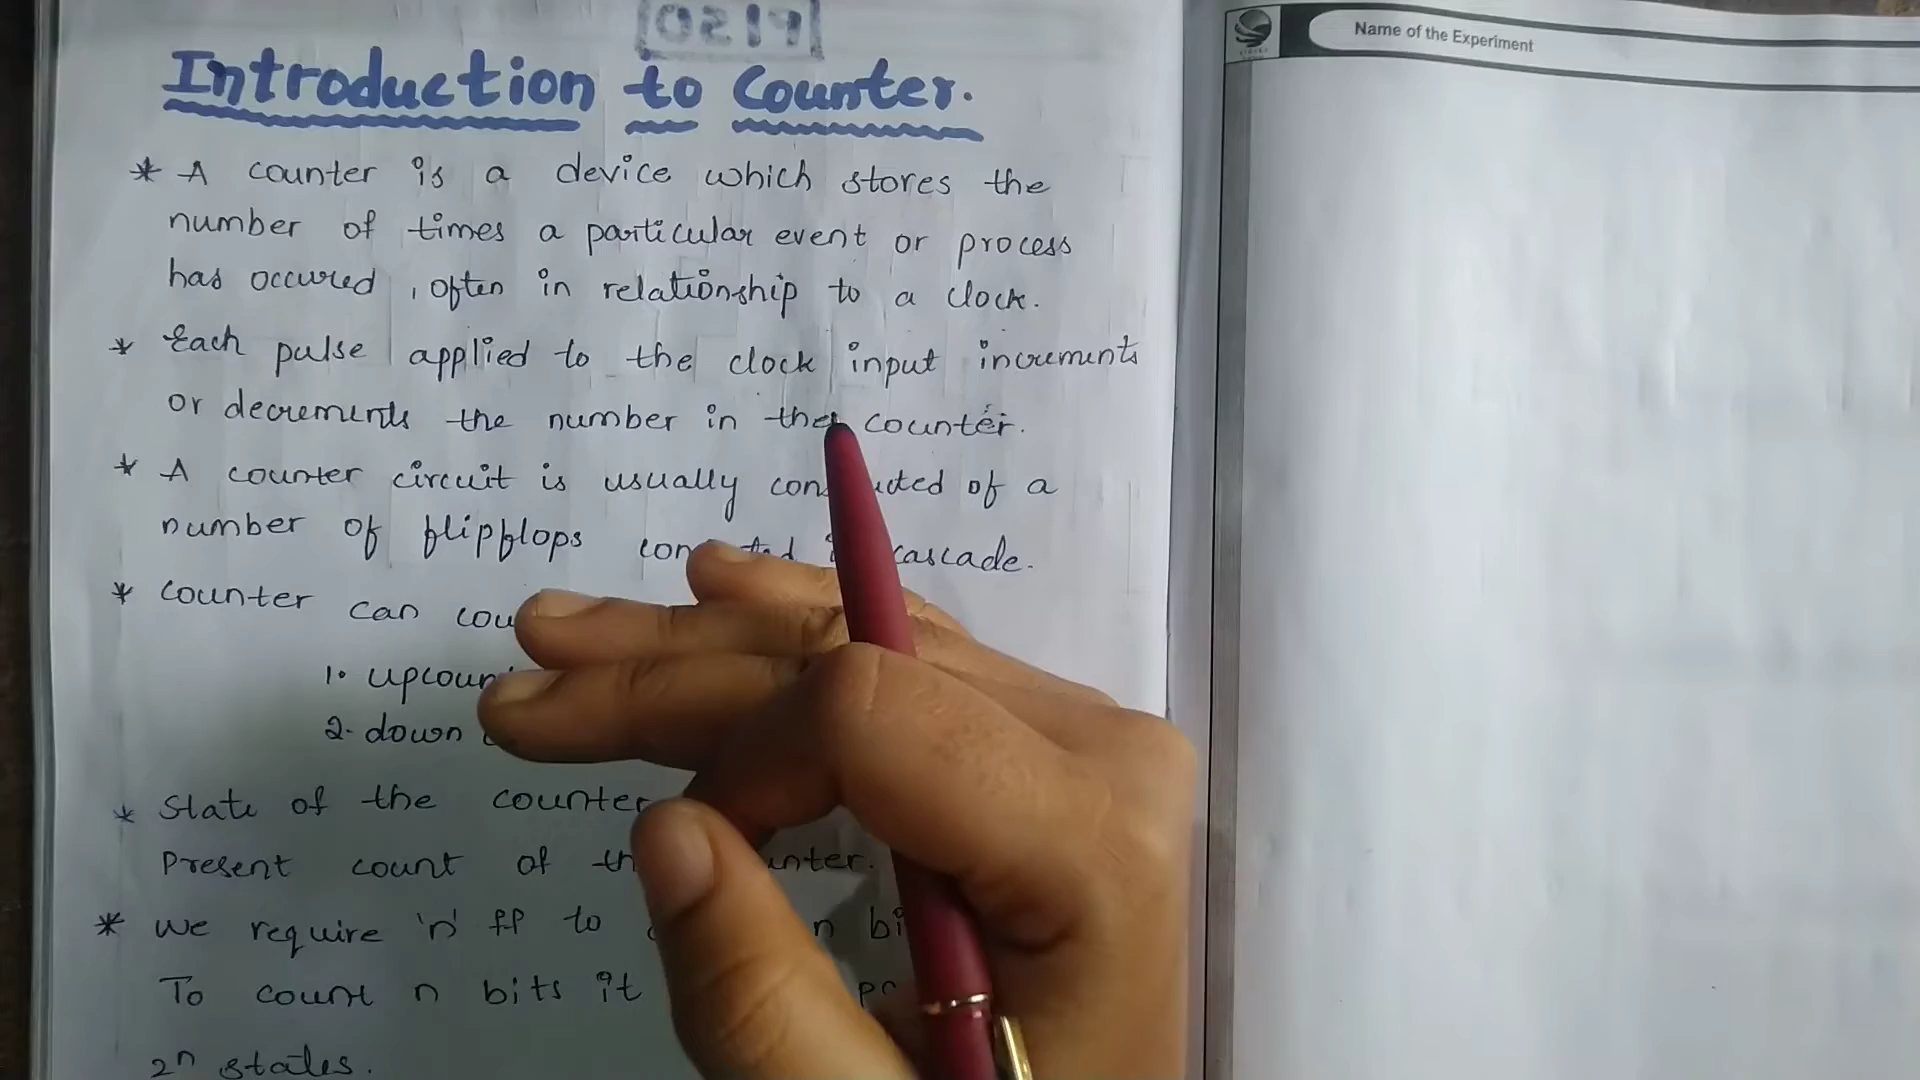 Introduction to Counter.
* A counter is a device which stores the
number of times a particular event or process
has occured, often in relationship to a clock.
* Each pulse applied to the clock input increments
or decrements the number in the counter.
* A counter circuit is usually of a
number of flipflops cascade.
* Counter can
1.
2. down
* State of the counter
Present count of
* We require 'n' ff to n
To count n bits it
2ⁿ states.
Name of the Experiment